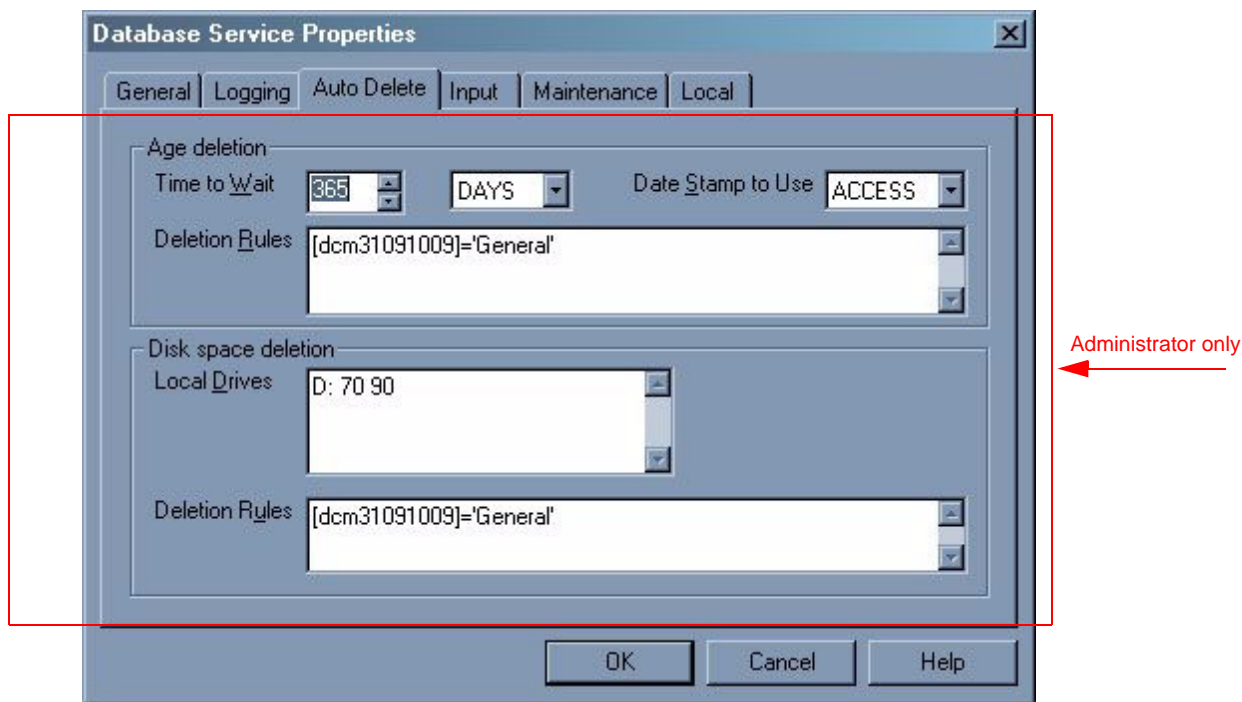 Database Service Properties
General Logging Auto Delete Input Maintenance Local
Age deletion
Time to Wait 365 DAYS Date Stamp to Use ACCESS
Deletion Rules [dcm31091009]='General'
Disk space deletion
Administrator only
Local Drives D: 70 90
Deletion Rules [dcm31091009]='General'
OK Cancel Help